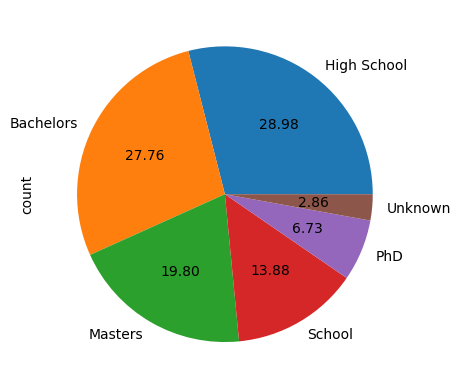 High School
28.98
Bachelors
27.76
count
2.86
Unknown
6.73
PhD
19.80
13.88
Masters
School